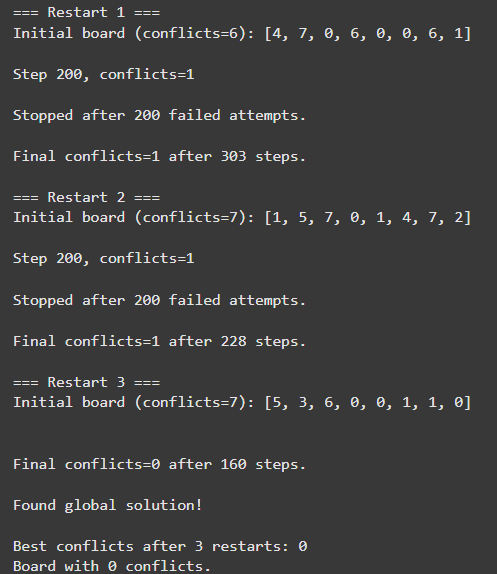 === Restart 1 ===
Initial board (conflicts=6): [4, 7, 0, 6, 0, 0, 6, 1]
Step 200, conflicts=1
Stopped after 200 failed attempts.
Final conflicts=1 after 303 steps.
=== Restart 2 ===
Initial board (conflicts=7): [1, 5, 7, 0, 1, 4, 7, 2]
Step 200, conflicts=1
Stopped after 200 failed attempts.
Final conflicts=1 after 228 steps.
=== Restart 3 ===
Initial board (conflicts=7): [5, 3, 6, 0, 0, 1, 1, 0]
Final conflicts=0 after 160 steps.
Found global solution!
Best conflicts after 3 restarts: 0
Board with 0 conflicts.